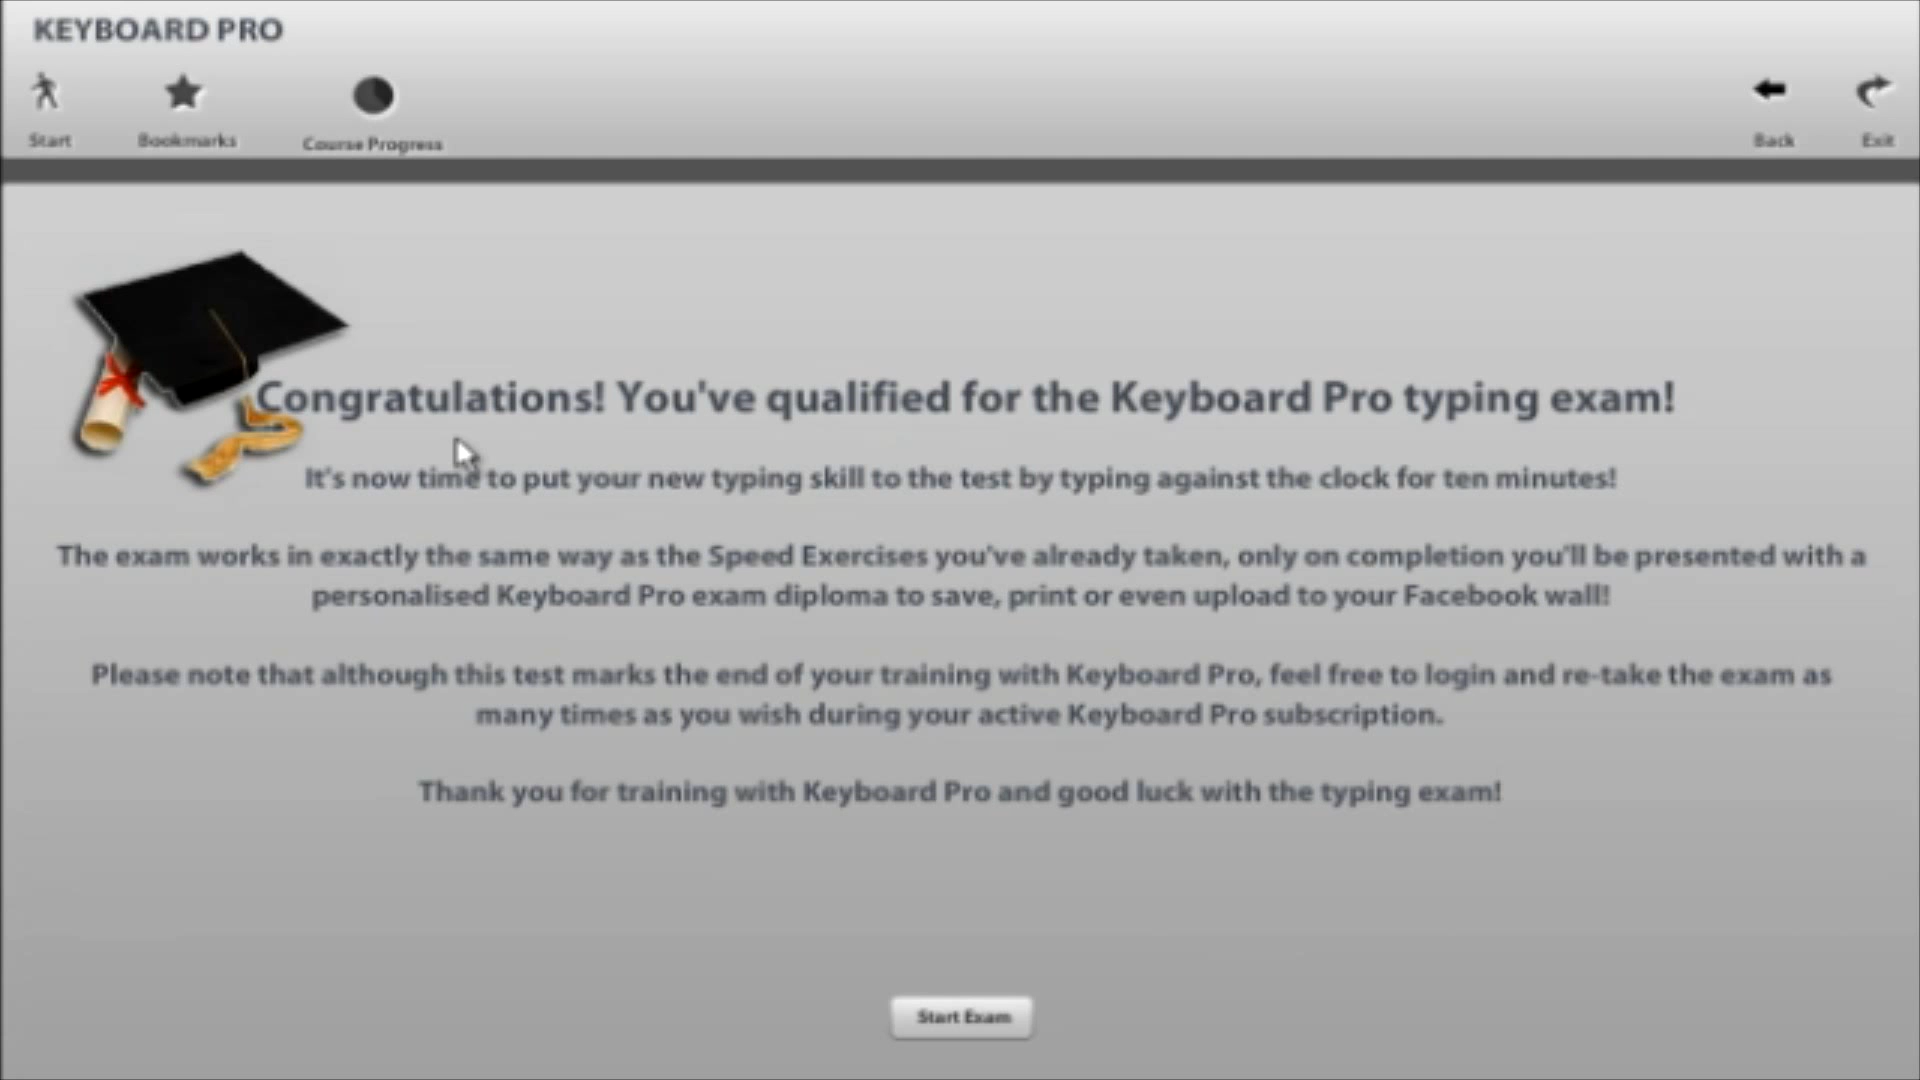 KEYBOARD PRO
Start
Bookmarks
Course Progress
Back
Exit
Congratulations! You've qualified for the Keyboard Pro typing exam!
It's now time to put your new typing skill to the test by typing against the clock for ten minutes!
The exam works in exactly the same way as the Speed Exercises you've already taken, only on completion you'll be presented with a
personalised Keyboard Pro exam diploma to save, print or even upload to your Facebook wall!
Please note that although this test marks the end of your training with Keyboard Pro, feel free to login and re-take the exam as
many times as you wish during your active Keyboard Pro subscription.
Thank you for training with Keyboard Pro and good luck with the typing exam!
Start Exam